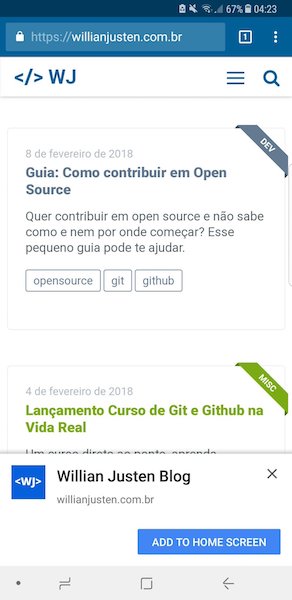 67% 04:23
https://willianjusten.com.br 1
</> WJ
DEV
8 de fevereiro de 2018
Guia: Como contribuir em Open
Source
Quer contribuir em open source e não sabe
como e nem por onde começar? Esse
pequeno guia pode te ajudar.
opensource git github
MISC
4 de fevereiro de 2018
Lançamento Curso de Git e Github na
Vida Real
Um curso direto ao ponto, aprenda
<WJ> Willian Justen Blog
willianjusten.com.br
ADD TO HOME SCREEN